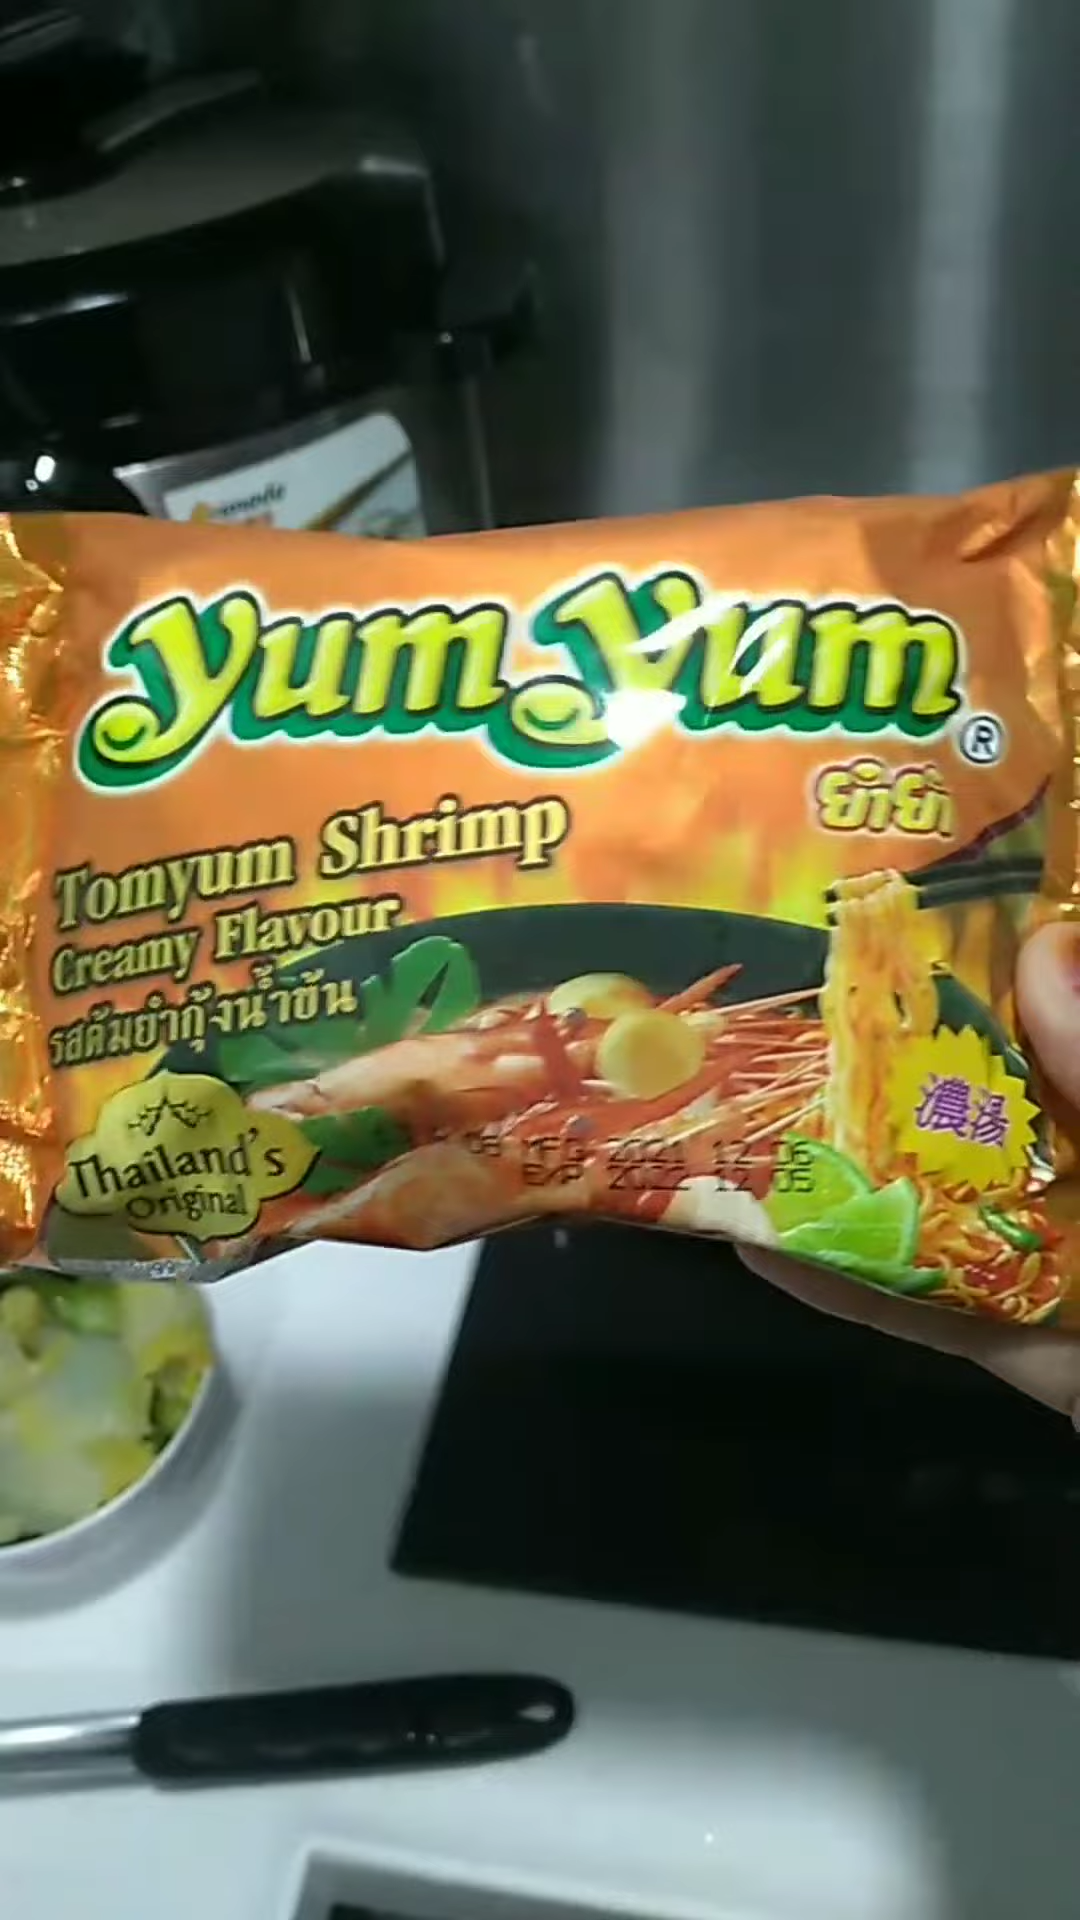 yum yum ®
ยำยำ
Tomyum Shrimp
Creamy Flavour
รสต้มยำกุ้งน้ำข้น
濃湯
Thailand's
Original
MFG 2021 12 06
EXP 2022 12 05